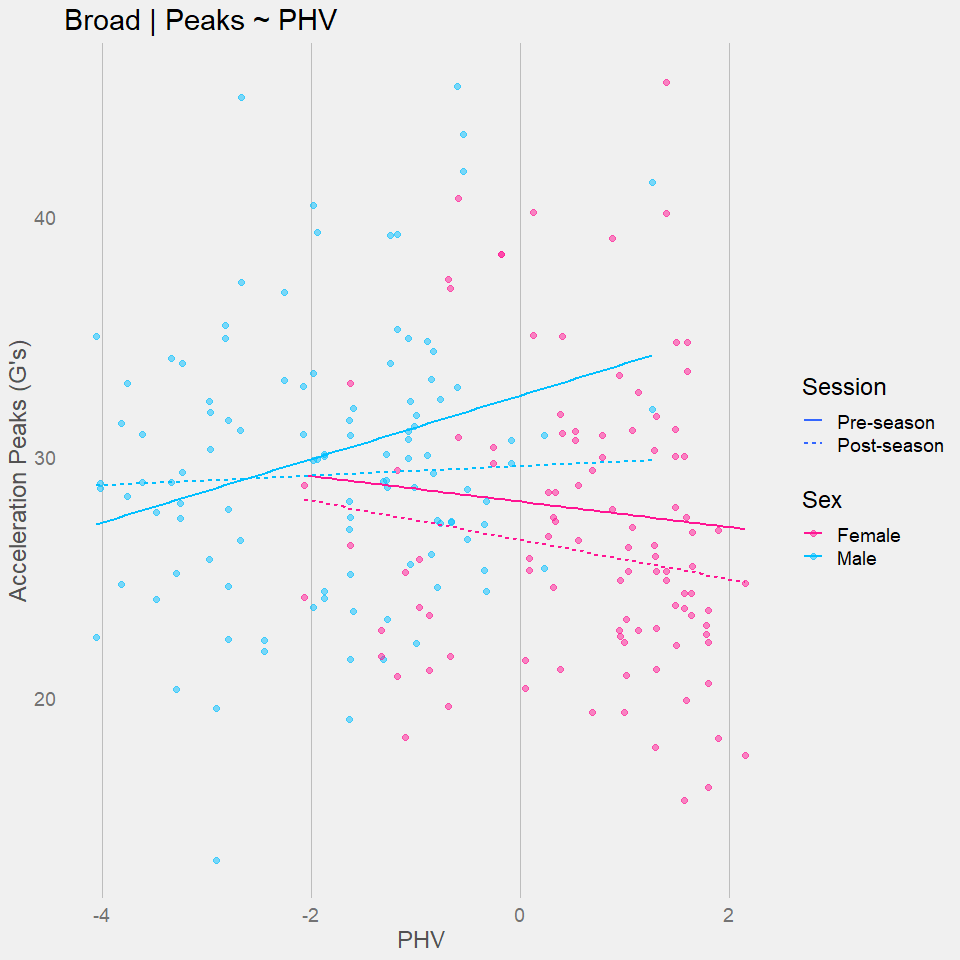 Broad | Peaks ~ PHV
Acceleration Peaks (G's)
40
30
20
-4
-2
0
2
PHV
Session
Pre-season
Post-season
Sex
Female
Male